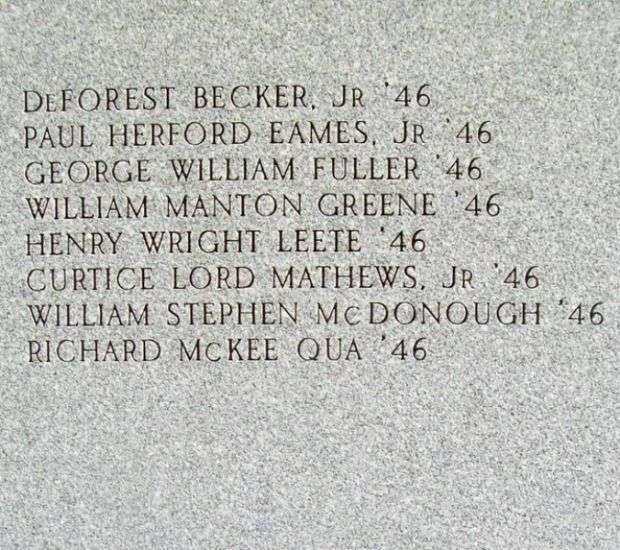 DeFOREST BECKER, JR '46
PAUL HERFORD EAMES, JR '46
GEORGE WILLIAM FULLER '46
WILLIAM MANTON GREENE '46
HENRY WRIGHT LEETE '46
CURTICE LORD MATHEWS, JR '46
WILLIAM STEPHEN McDONOUGH '46
RICHARD McKEE QUA '46